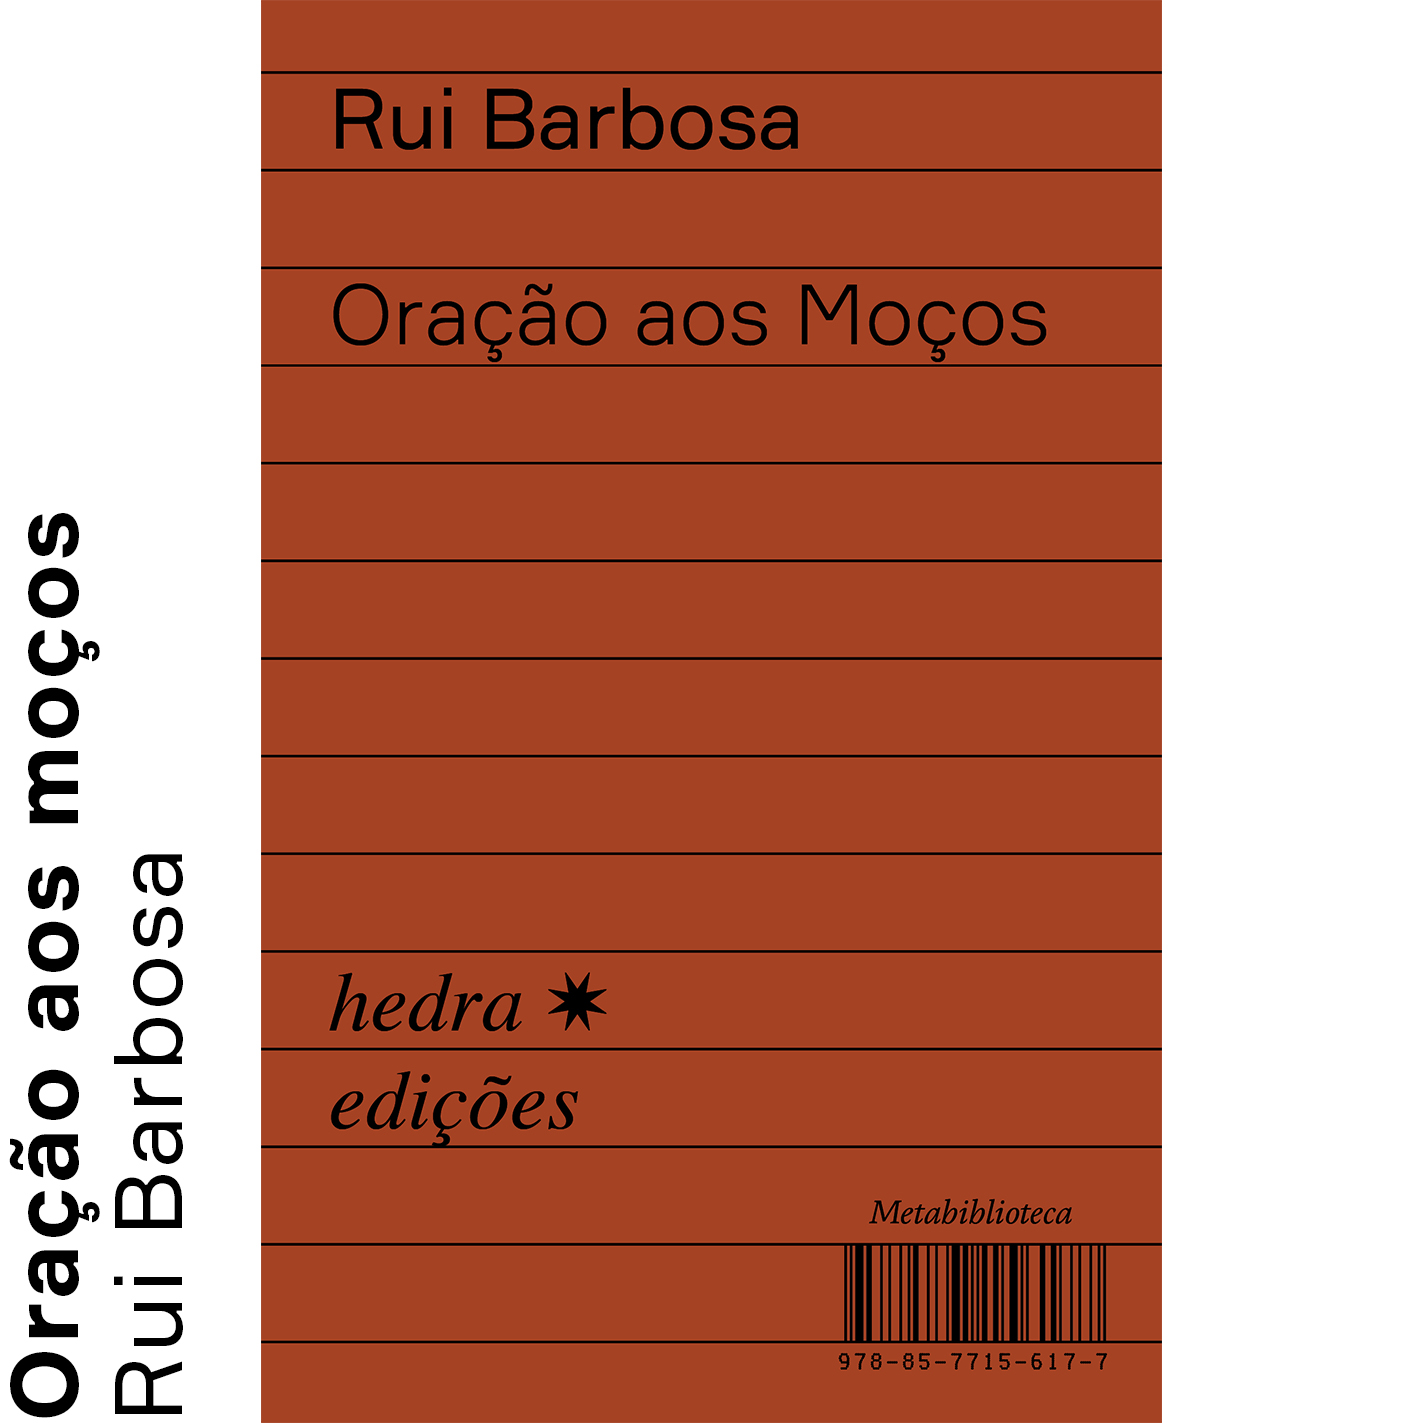 Oração aos moços
Rui Barbosa
Rui Barbosa
Oração aos Moços
hedra
edições
Metabiblioteca
978-85-7715-617-7